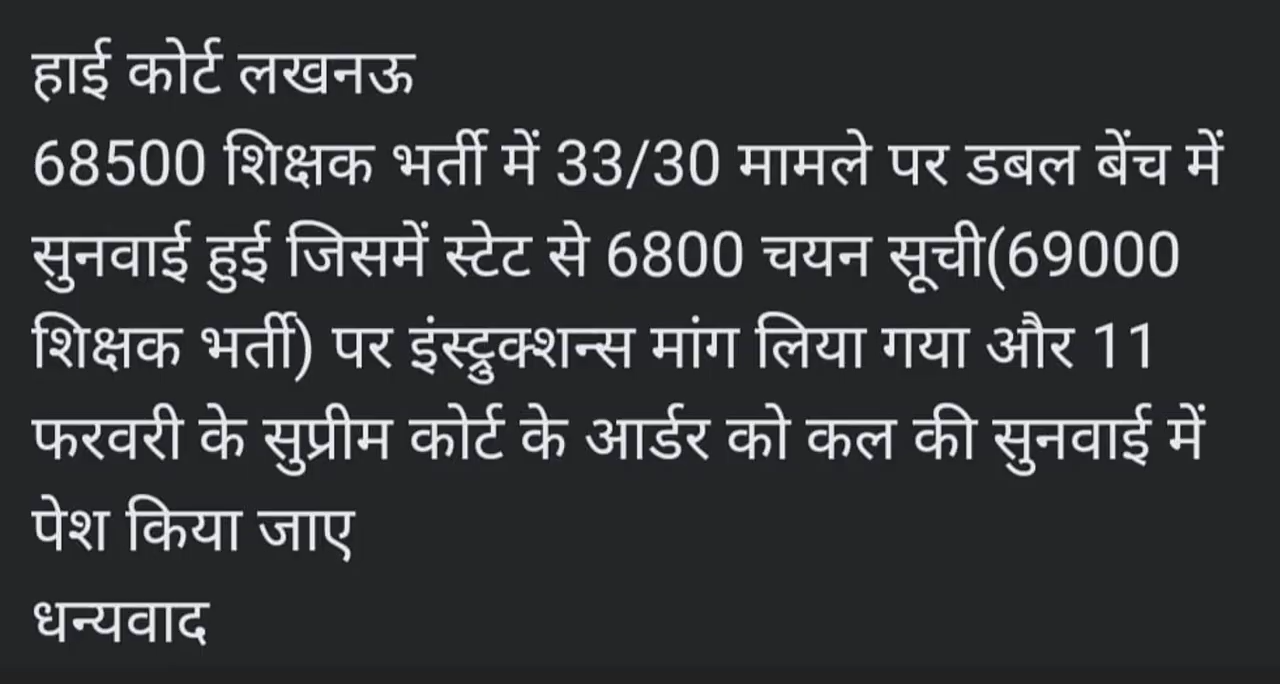 हाई कोर्ट लखनऊ
68500 शिक्षक भर्ती में 33/30 मामले पर डबल बेंच में
सुनवाई हुई जिसमें स्टेट से 6800 चयन सूची(69000
शिक्षक भर्ती) पर इंस्ट्रुक्शन्स मांग लिया गया और 11
फरवरी के सुप्रीम कोर्ट के आर्डर को कल की सुनवाई में
पेश किया जाए
धन्यवाद